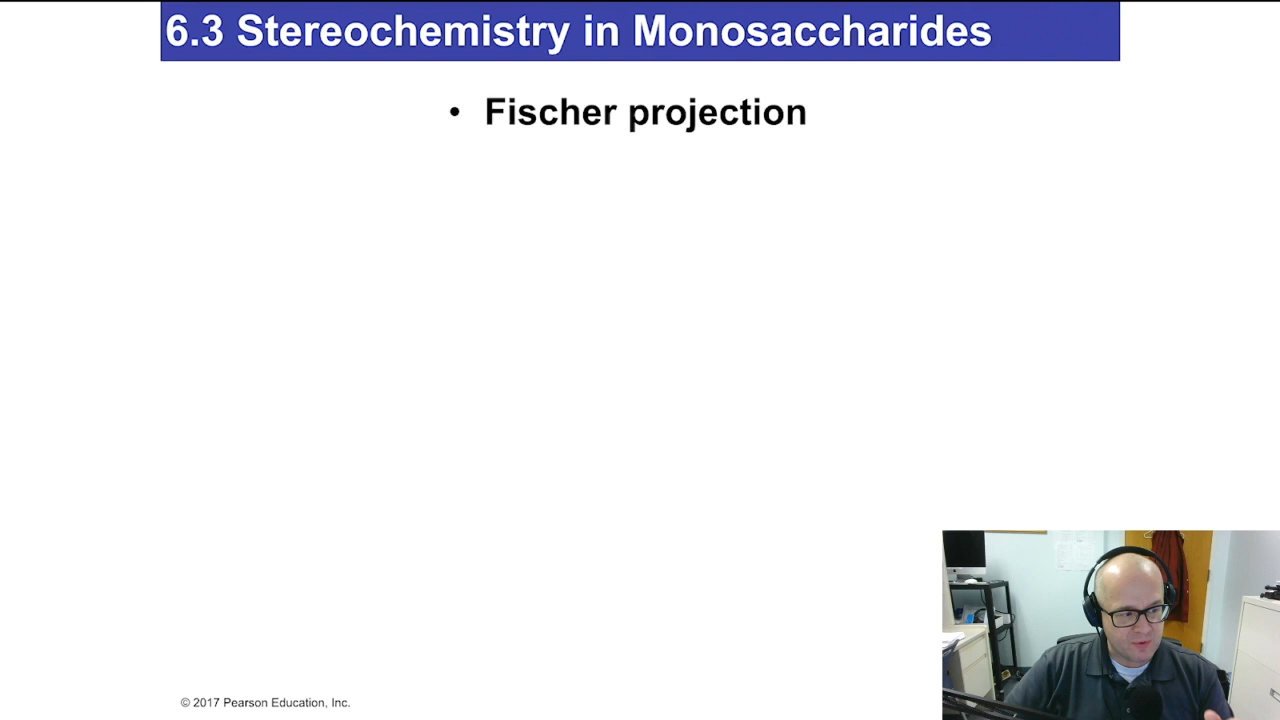 6.3 Stereochemistry in Monosaccharides
• Fischer projection
© 2017 Pearson Education, Inc.